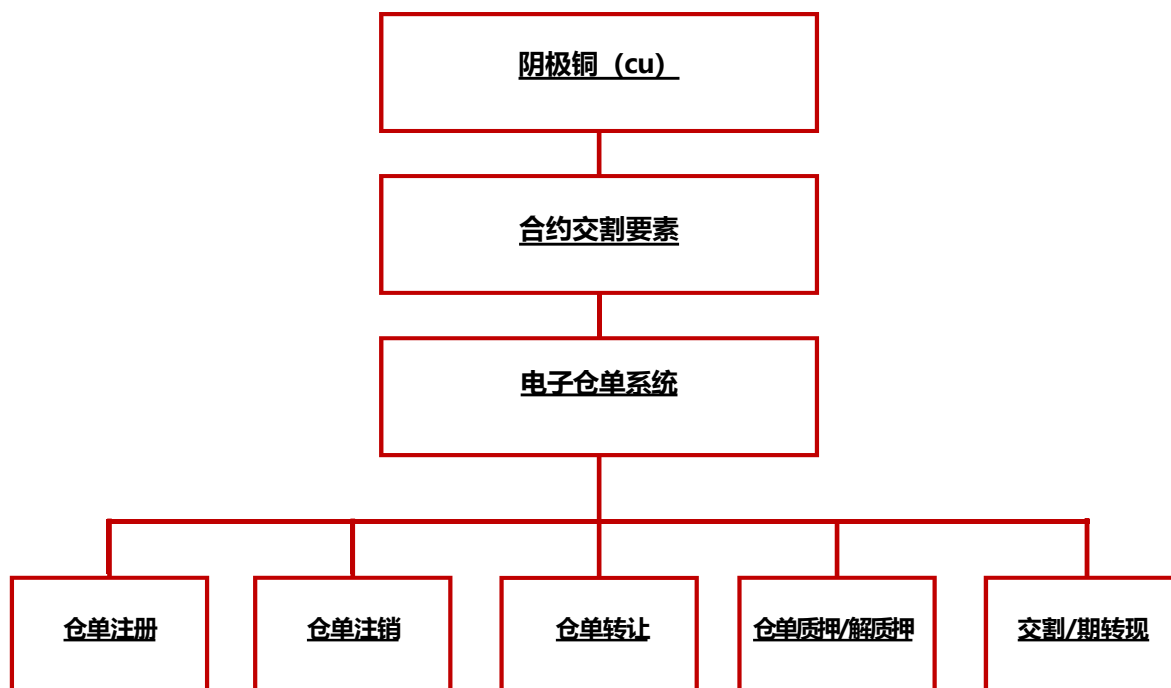 阴极铜（cu）
合约交割要素
电子仓单系统
仓单注册
仓单注销
仓单转让
仓单质押/解质押
交割/期转现